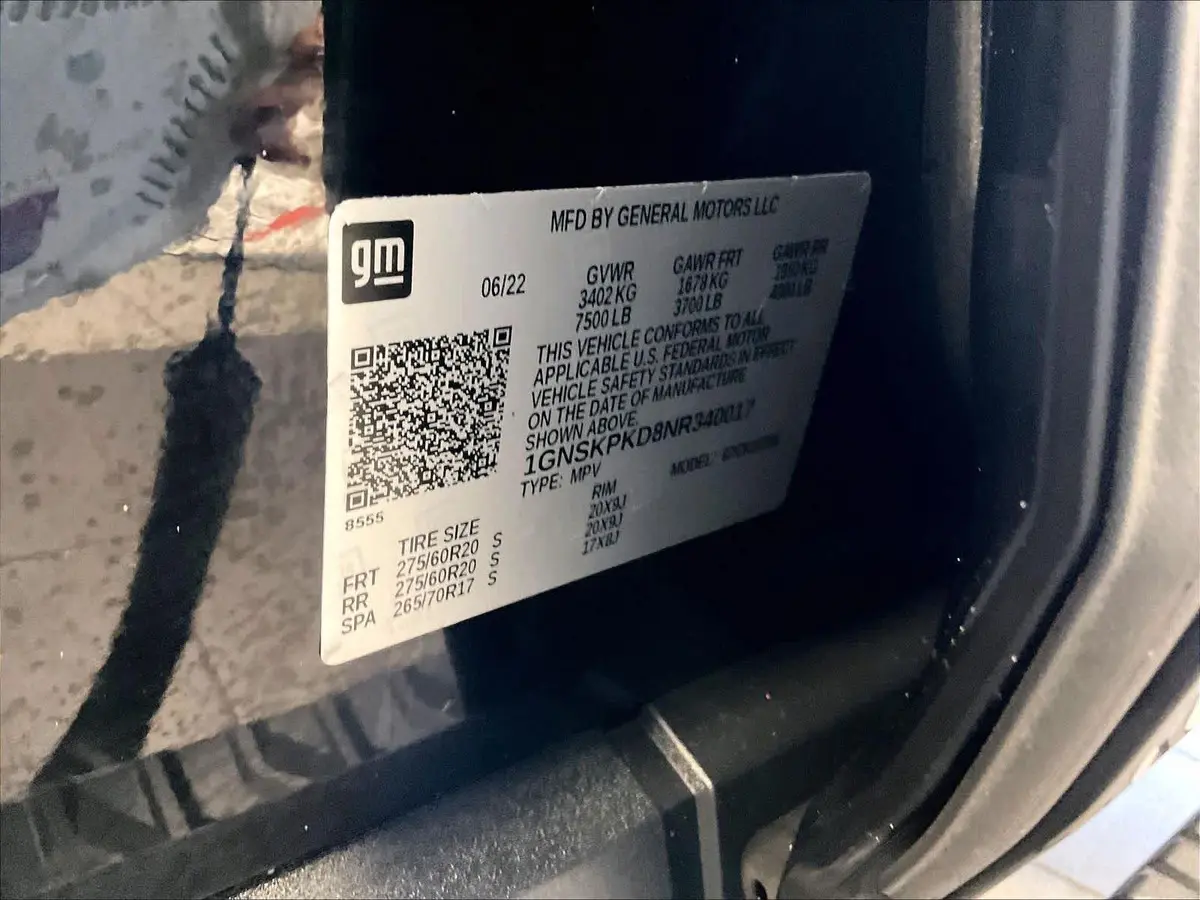 gm
MFD BY GENERAL MOTORS LLC
06/22
GVWR GAWR FRT GAWR RR
3402 KG 1678 KG
7500 LB 3700 LB
THIS VEHICLE CONFORMS TO ALL
APPLICABLE U.S. FEDERAL MOTOR
VEHICLE SAFETY STANDARDS IN EFFECT
ON THE DATE OF MANUFACTURE
SHOWN ABOVE.
1GNSKPKD8NR340017
TYPE: MPV MODEL:
8555
TIRE SIZE RIM
FRT 275/60R20 S 20X9J
RR 275/60R20 S 20X9J
SPA 265/70R17 S 17X8J